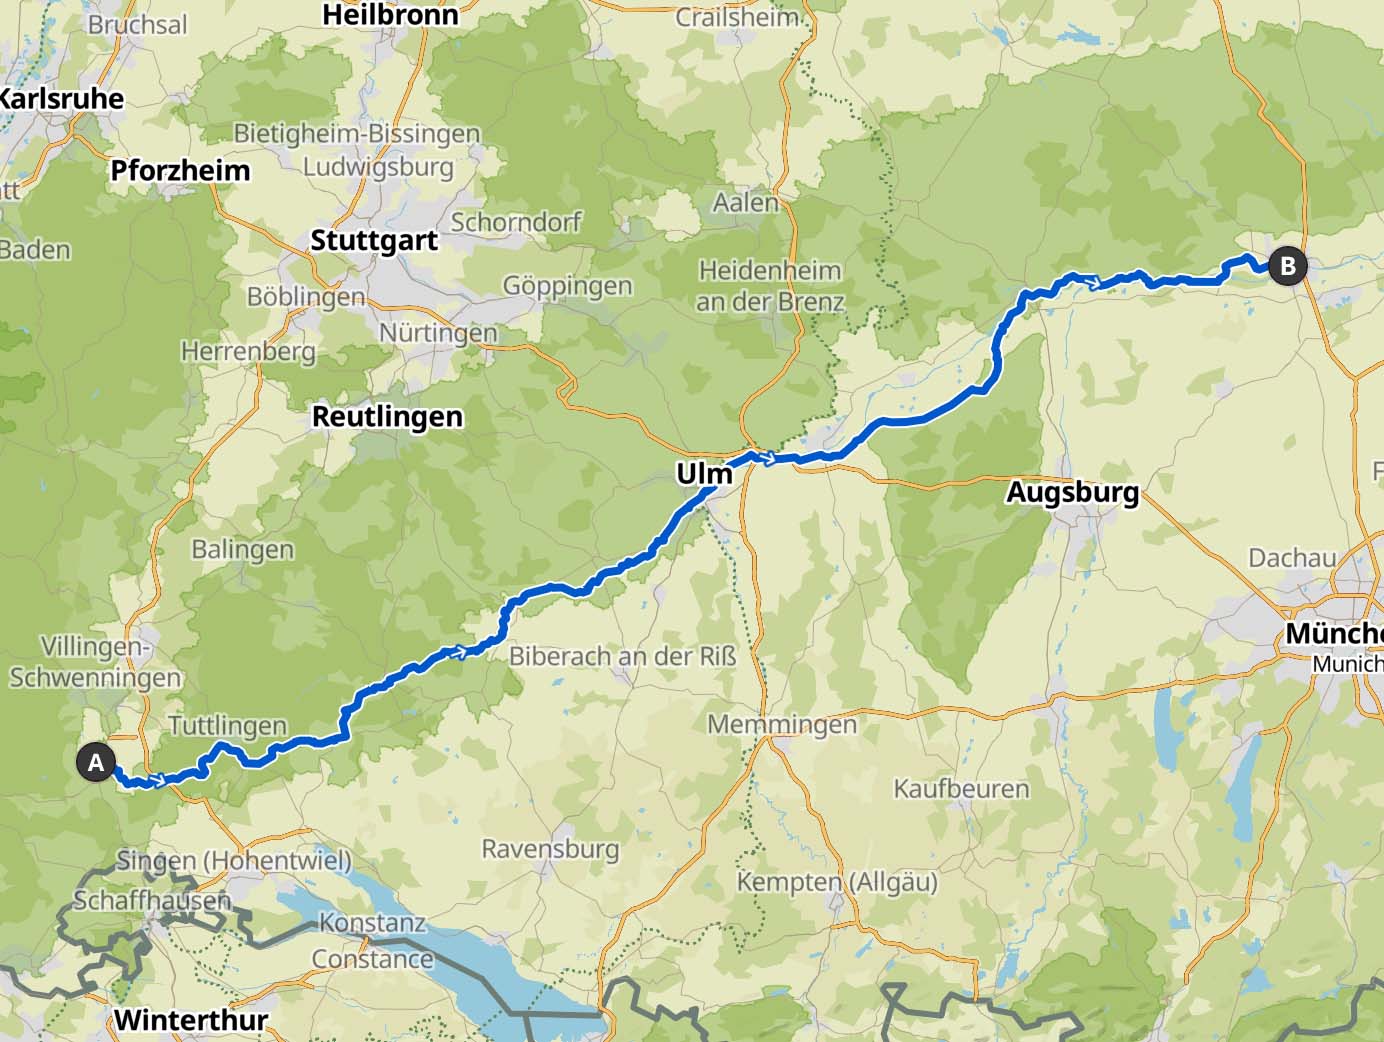 Heilbronn
Crailsheim
Bruchsal
Karlsruhe
Bietigheim-Bissingen
Ludwigsburg
Pforzheim
Aalen
Schorndorf
Stuttgart
Baden
B
Heidenheim
an der Brenz
Göppingen
Böblingen
Nürtingen
Herrenberg
Reutlingen
Ulm
Augsburg
Balingen
Dachau
Villingen-
Schwenningen
Biberach an der Riß
Münche
Munich
Tuttlingen
Memmingen
A
Kaufbeuren
Ravensburg
Singen (Hohentwiel)
Kempten (Allgäu)
Schaffhausen
Konstanz
Constance
Winterthur